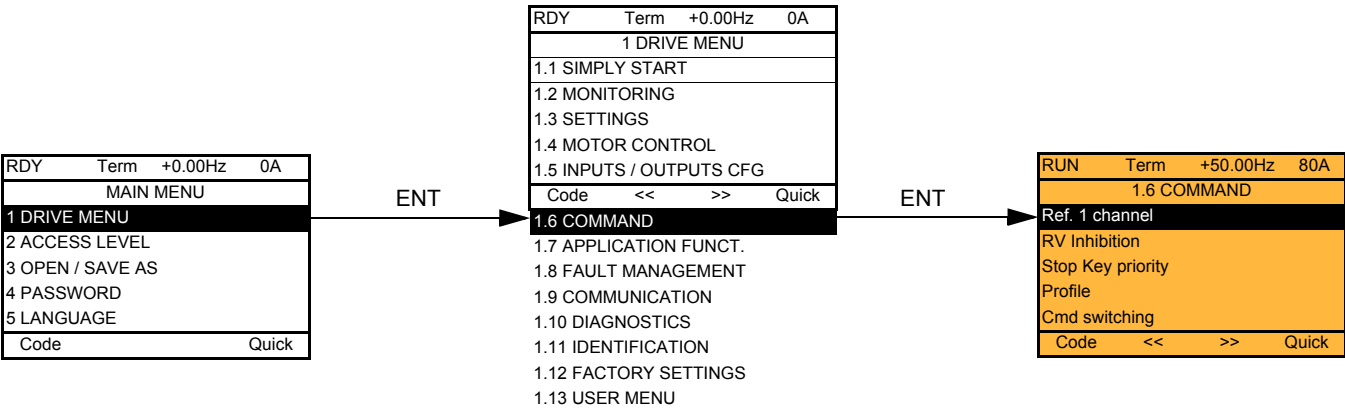 RDY Term +0.00Hz 0A
MAIN MENU
1 DRIVE MENU
2 ACCESS LEVEL
3 OPEN / SAVE AS
4 PASSWORD
5 LANGUAGE
Code Quick
ENT
RDY Term +0.00Hz 0A
1 DRIVE MENU
1.1 SIMPLY START
1.2 MONITORING
1.3 SETTINGS
1.4 MOTOR CONTROL
1.5 INPUTS / OUTPUTS CFG
Code << >> Quick
1.6 COMMAND
1.7 APPLICATION FUNCT.
1.8 FAULT MANAGEMENT
1.9 COMMUNICATION
1.10 DIAGNOSTICS
1.11 IDENTIFICATION
1.12 FACTORY SETTINGS
1.13 USER MENU
ENT
RUN Term +50.00Hz 80A
1.6 COMMAND
Ref. 1 channel
RV Inhibition
Stop Key priority
Profile
Cmd switching
Code << >> Quick